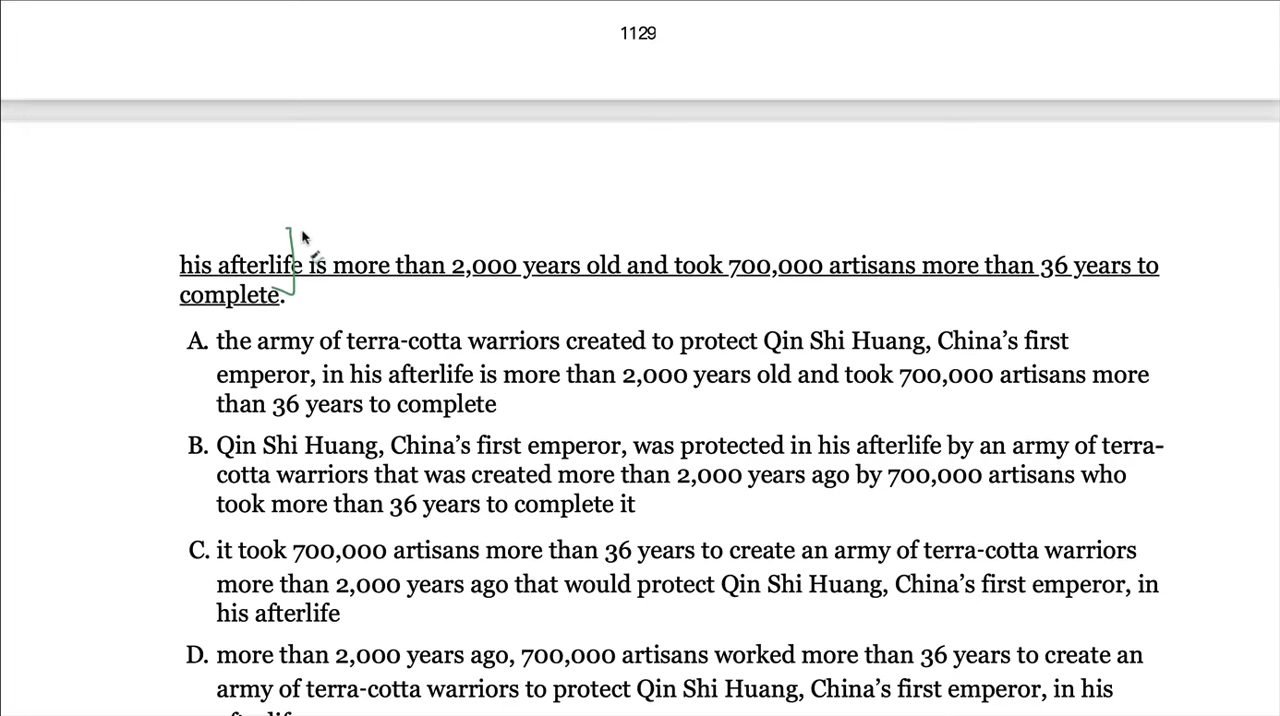 1129
his afterlife is more than 2,000 years old and took 700,000 artisans more than 36 years to
complete.
A. the army of terra-cotta warriors created to protect Qin Shi Huang, China’s first
emperor, in his afterlife is more than 2,000 years old and took 700,000 artisans more
than 36 years to complete
B. Qin Shi Huang, China’s first emperor, was protected in his afterlife by an army of terra-
cotta warriors that was created more than 2,000 years ago by 700,000 artisans who
took more than 36 years to complete it
C. it took 700,000 artisans more than 36 years to create an army of terra-cotta warriors
more than 2,000 years ago that would protect Qin Shi Huang, China’s first emperor, in
his afterlife
D. more than 2,000 years ago, 700,000 artisans worked more than 36 years to create an
army of terra-cotta warriors to protect Qin Shi Huang, China’s first emperor, in his